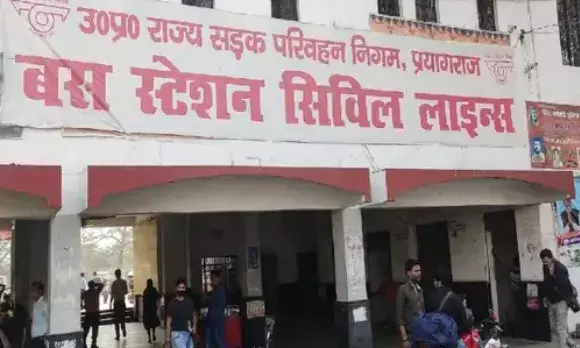 उ0प्र0 राज्य सड़क परिवहन निगम, प्रयागराज
बस स्टेशन सिविल लाइन्स